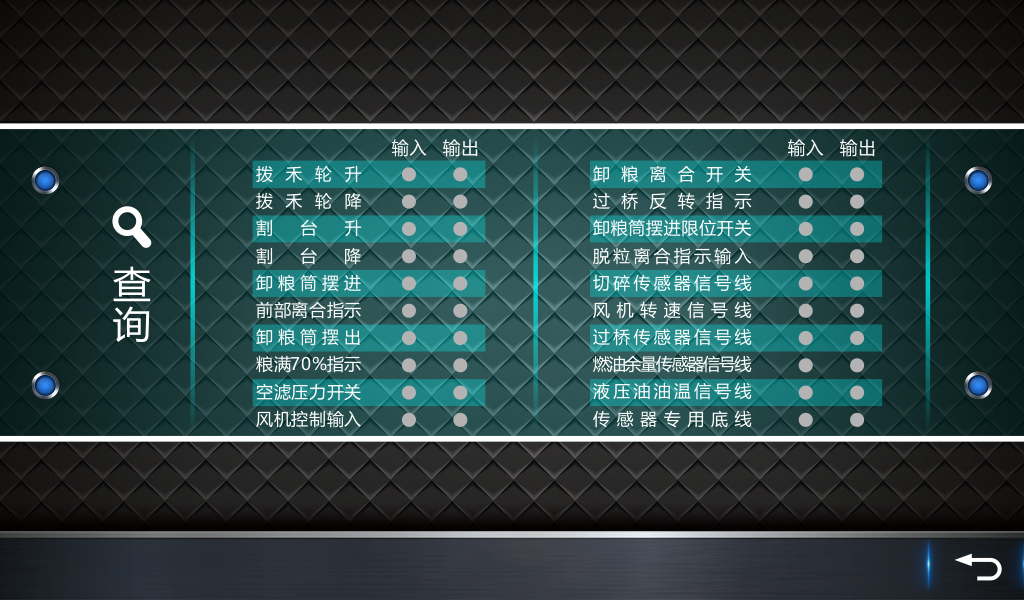 查
询
输入 输出
拨禾轮升
拨禾轮降
割台升
割台降
卸粮筒摆进
前部离合指示
卸粮筒摆出
粮满70%指示
空滤压力开关
风机控制输入
输入 输出
卸粮离合开关
过桥反转指示
卸粮筒摆进限位开关
脱粒离合指示输入
切碎传感器信号线
风机转速信号线
过桥传感器信号线
燃油余量传感器信号线
液压油油温信号线
传感器专用底线